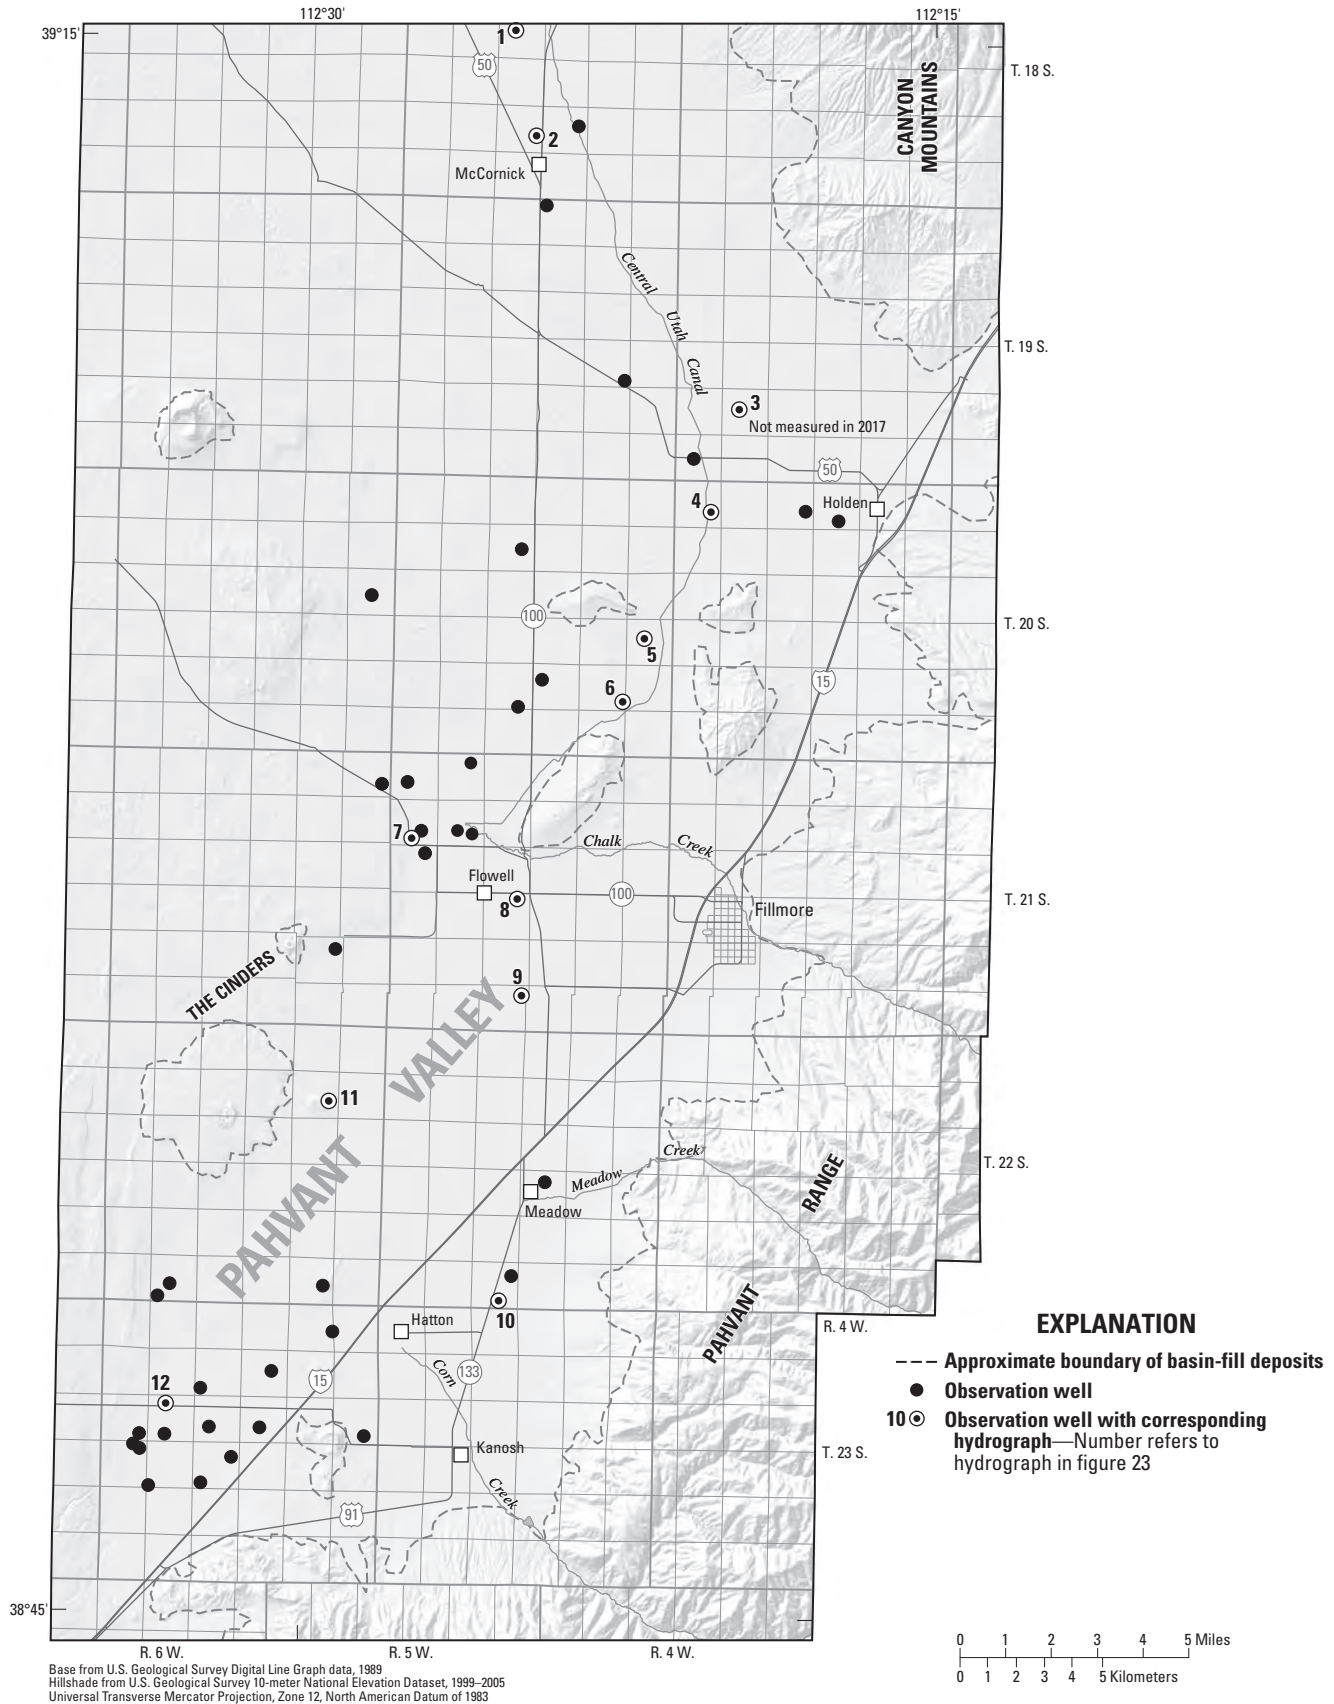 112°30'
112°15'
39°15'
1
50
T. 18 S.
CANYON
MOUNTAINS
2
McCornick
Central
Utah
Canal
T. 19 S.
3
Not measured in 2017
50
4
Holden
100
T. 20 S.
5
6
15
7
Chalk
Creek
Flowell
100
8
Fillmore
T. 21 S.
THE CINDERS
9
PAHVANT VALLEY
11
Creek
T. 22 S.
Meadow
RANGE
Meadow
PAHVANT
10
Hatton
R. 4 W.
EXPLANATION
Approximate boundary of basin-fill deposits
Observation well
10 Observation well with corresponding
hydrograph—Number refers to
hydrograph in figure 23
Corn
133
15
12
Kanosh
T. 23 S.
Creek
91
38°45'
0 1 2 3 4 5 Miles
0 1 2 3 4 5 Kilometers
R. 6 W.
R. 5 W.
R. 4 W.
Base from U.S. Geological Survey Digital Line Graph data, 1989
Hillshade from U.S. Geological Survey 10-meter National Elevation Dataset, 1999–2005
Universal Transverse Mercator Projection, Zone 12, North American Datum of 1983